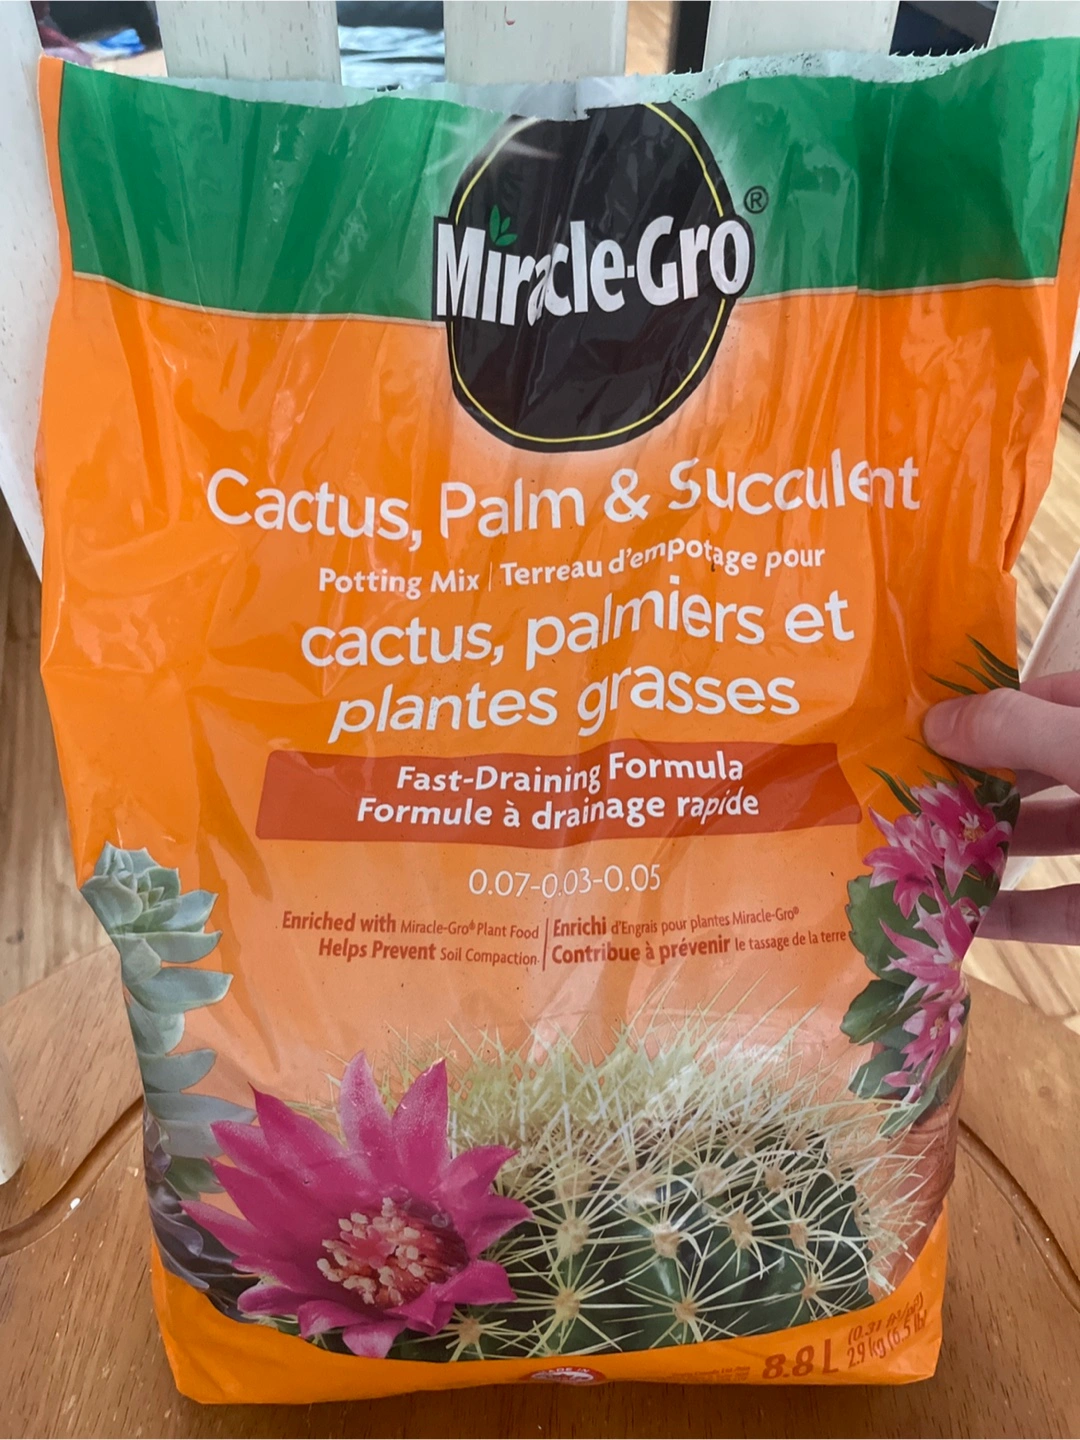 Miracle-Gro®
Cactus, Palm & Succulent
Potting Mix | Terreau d'empotage pour
cactus, palmiers et
plantes grasses
Fast-Draining Formula
Formule à drainage rapide
0.07-0.03-0.05
Enriched with Miracle-Gro® Plant Food
Helps Prevent Soil Compaction
Enrichi d'Engrais pour plantes Miracle-Gro®
Contribue à prévenir le tassage de la terre
MADE IN
8.8 L
2.9 kg (6.5 lb)